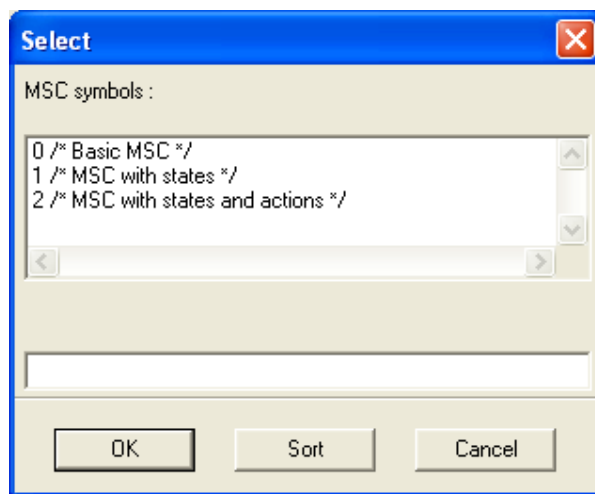 Select
MSC symbols :
0 /* Basic MSC */
1 /* MSC with states */
2 /* MSC with states and actions */
OK Sort Cancel